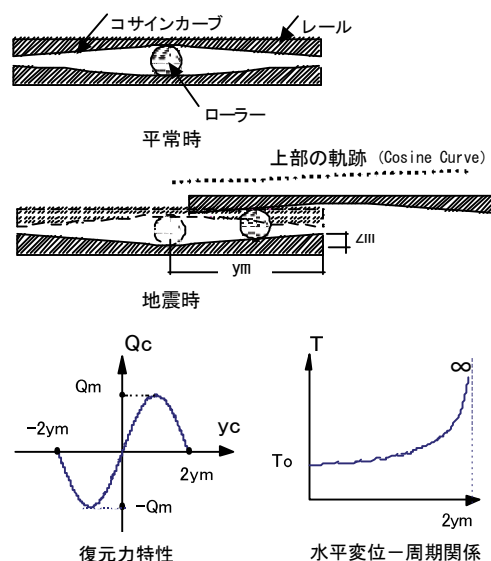 コサインカーブ
レール
ローラー
平常時
上部の軌跡 (Cosine Curve)
ym
zm
地震時
Qc
Qm
-2ym
yc
2ym
-Qm
復元力特性
T
∞
To
2ym
水平変位ー周期関係